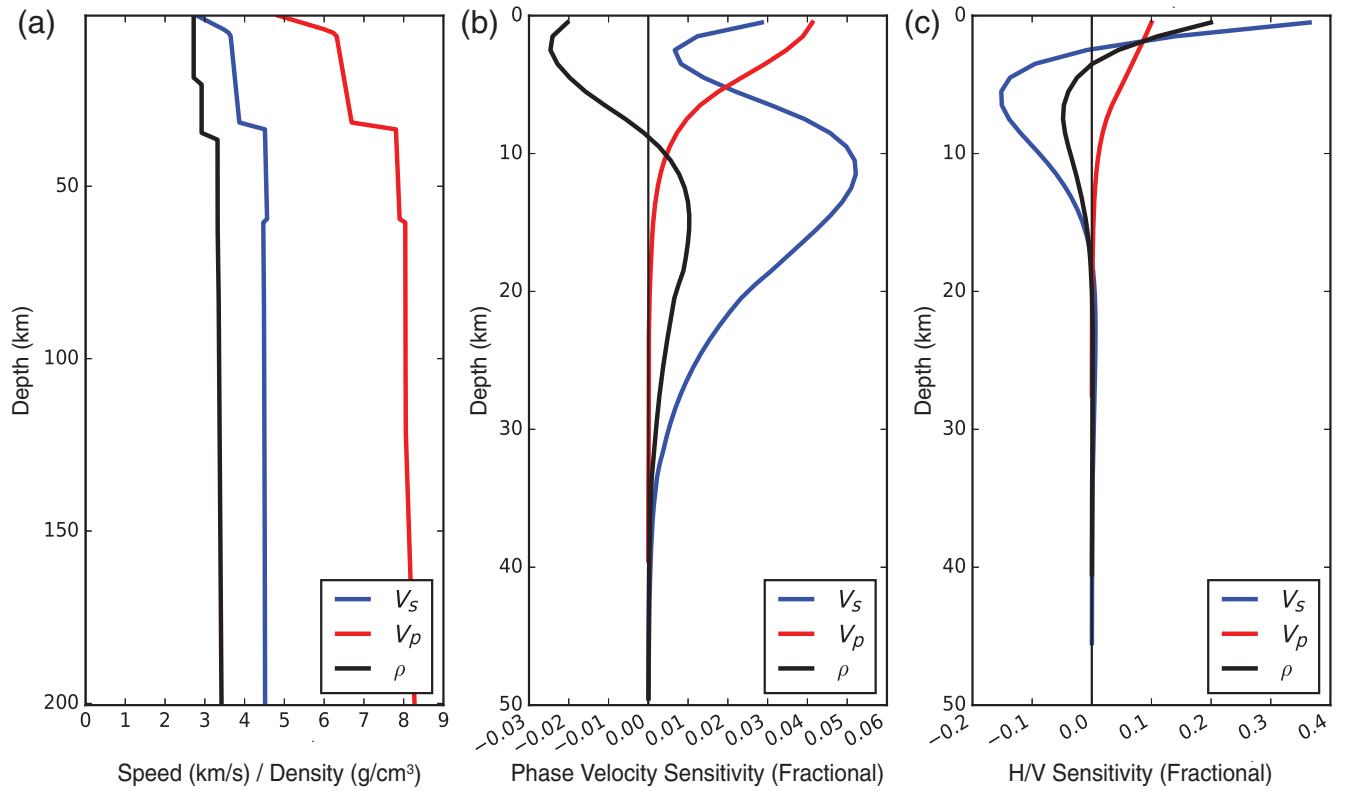 (a)
50
100
150
200
0 1 2 3 4 5 6 7 8 9
Depth (km)
Speed (km/s) / Density (g/cm³)
Vs
Vp
ρ
(b)
0
10
20
30
40
50
−0.03 −0.02 −0.01 0.00 0.01 0.02 0.03 0.04 0.05 0.06
Depth (km)
Phase Velocity Sensitivity (Fractional)
Vs
Vp
ρ
(c)
0
10
20
30
40
50
−0.2 −0.1 0.0 0.1 0.2 0.3 0.4
Depth (km)
H/V Sensitivity (Fractional)
Vs
Vp
ρ